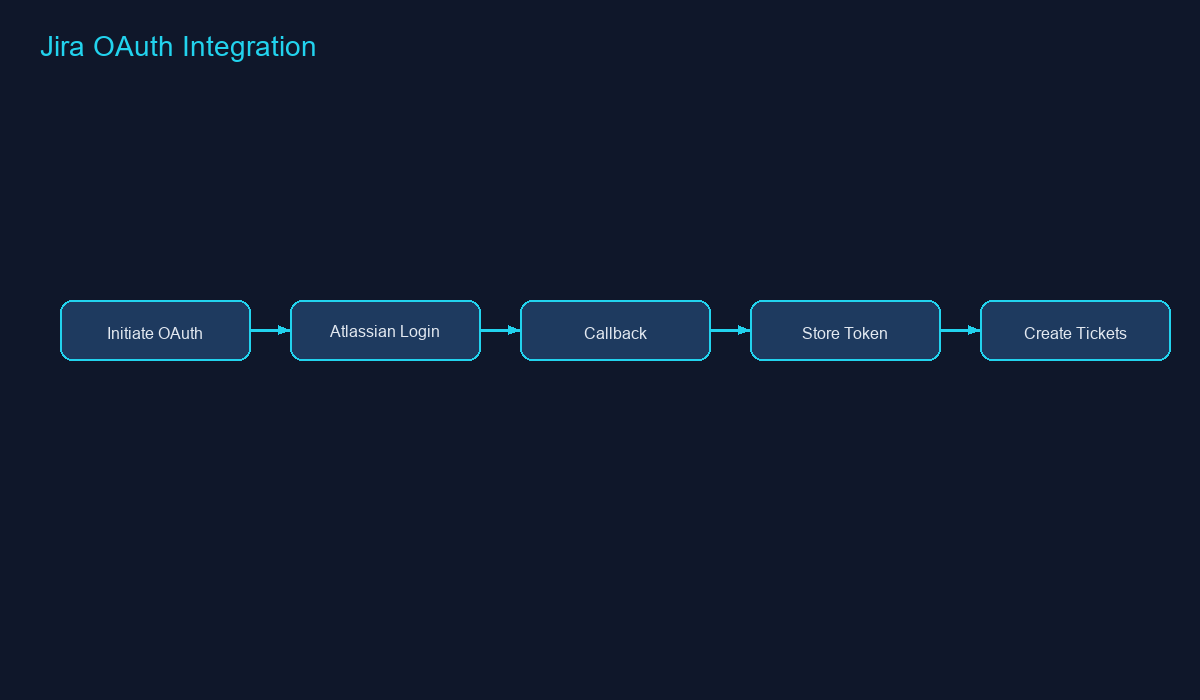 Jira OAuth Integration
Initiate OAuth
Atlassian Login
Callback
Store Token
Create Tickets